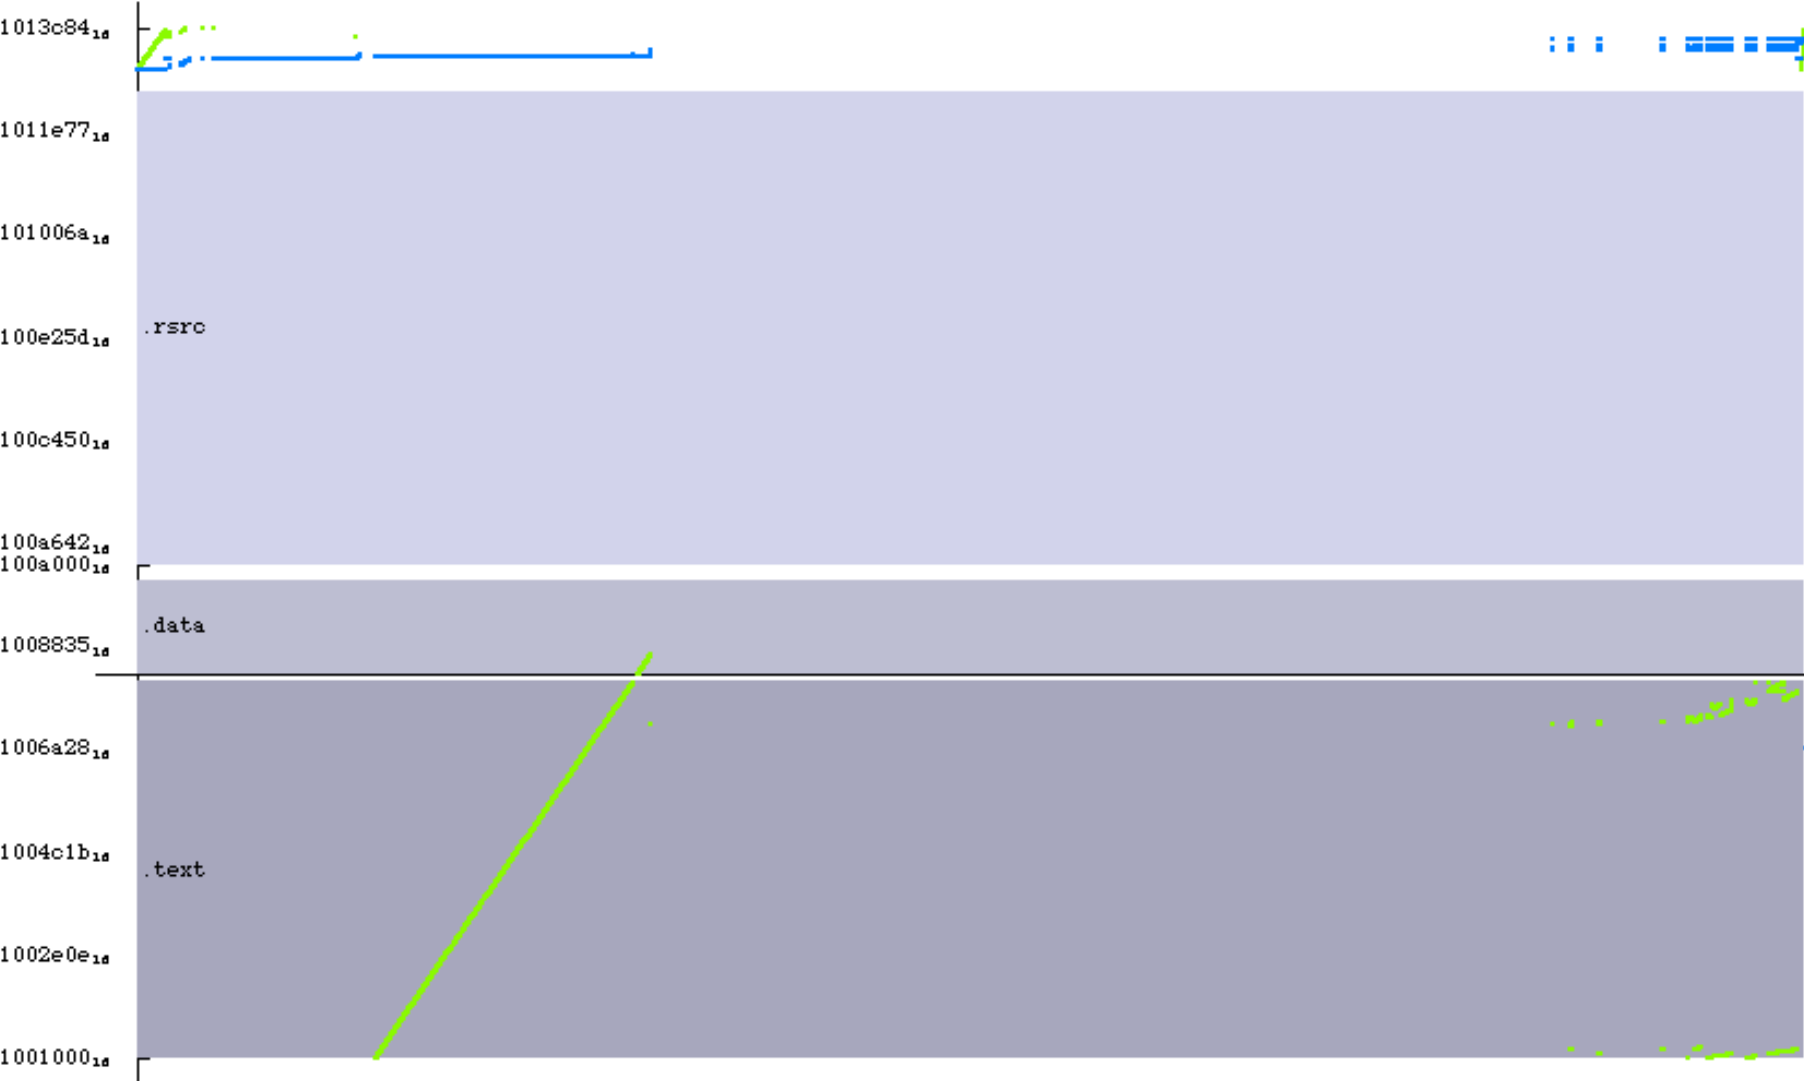 1013c84₁₆
1011e77₁₆
101006a₁₆
.rsrc
100e25d₁₆
100c450₁₆
100a642₁₆
100a000₁₆
.data
1008835₁₆
1006a28₁₆
1004c1b₁₆
.text
1002e0e₁₆
1001000₁₆